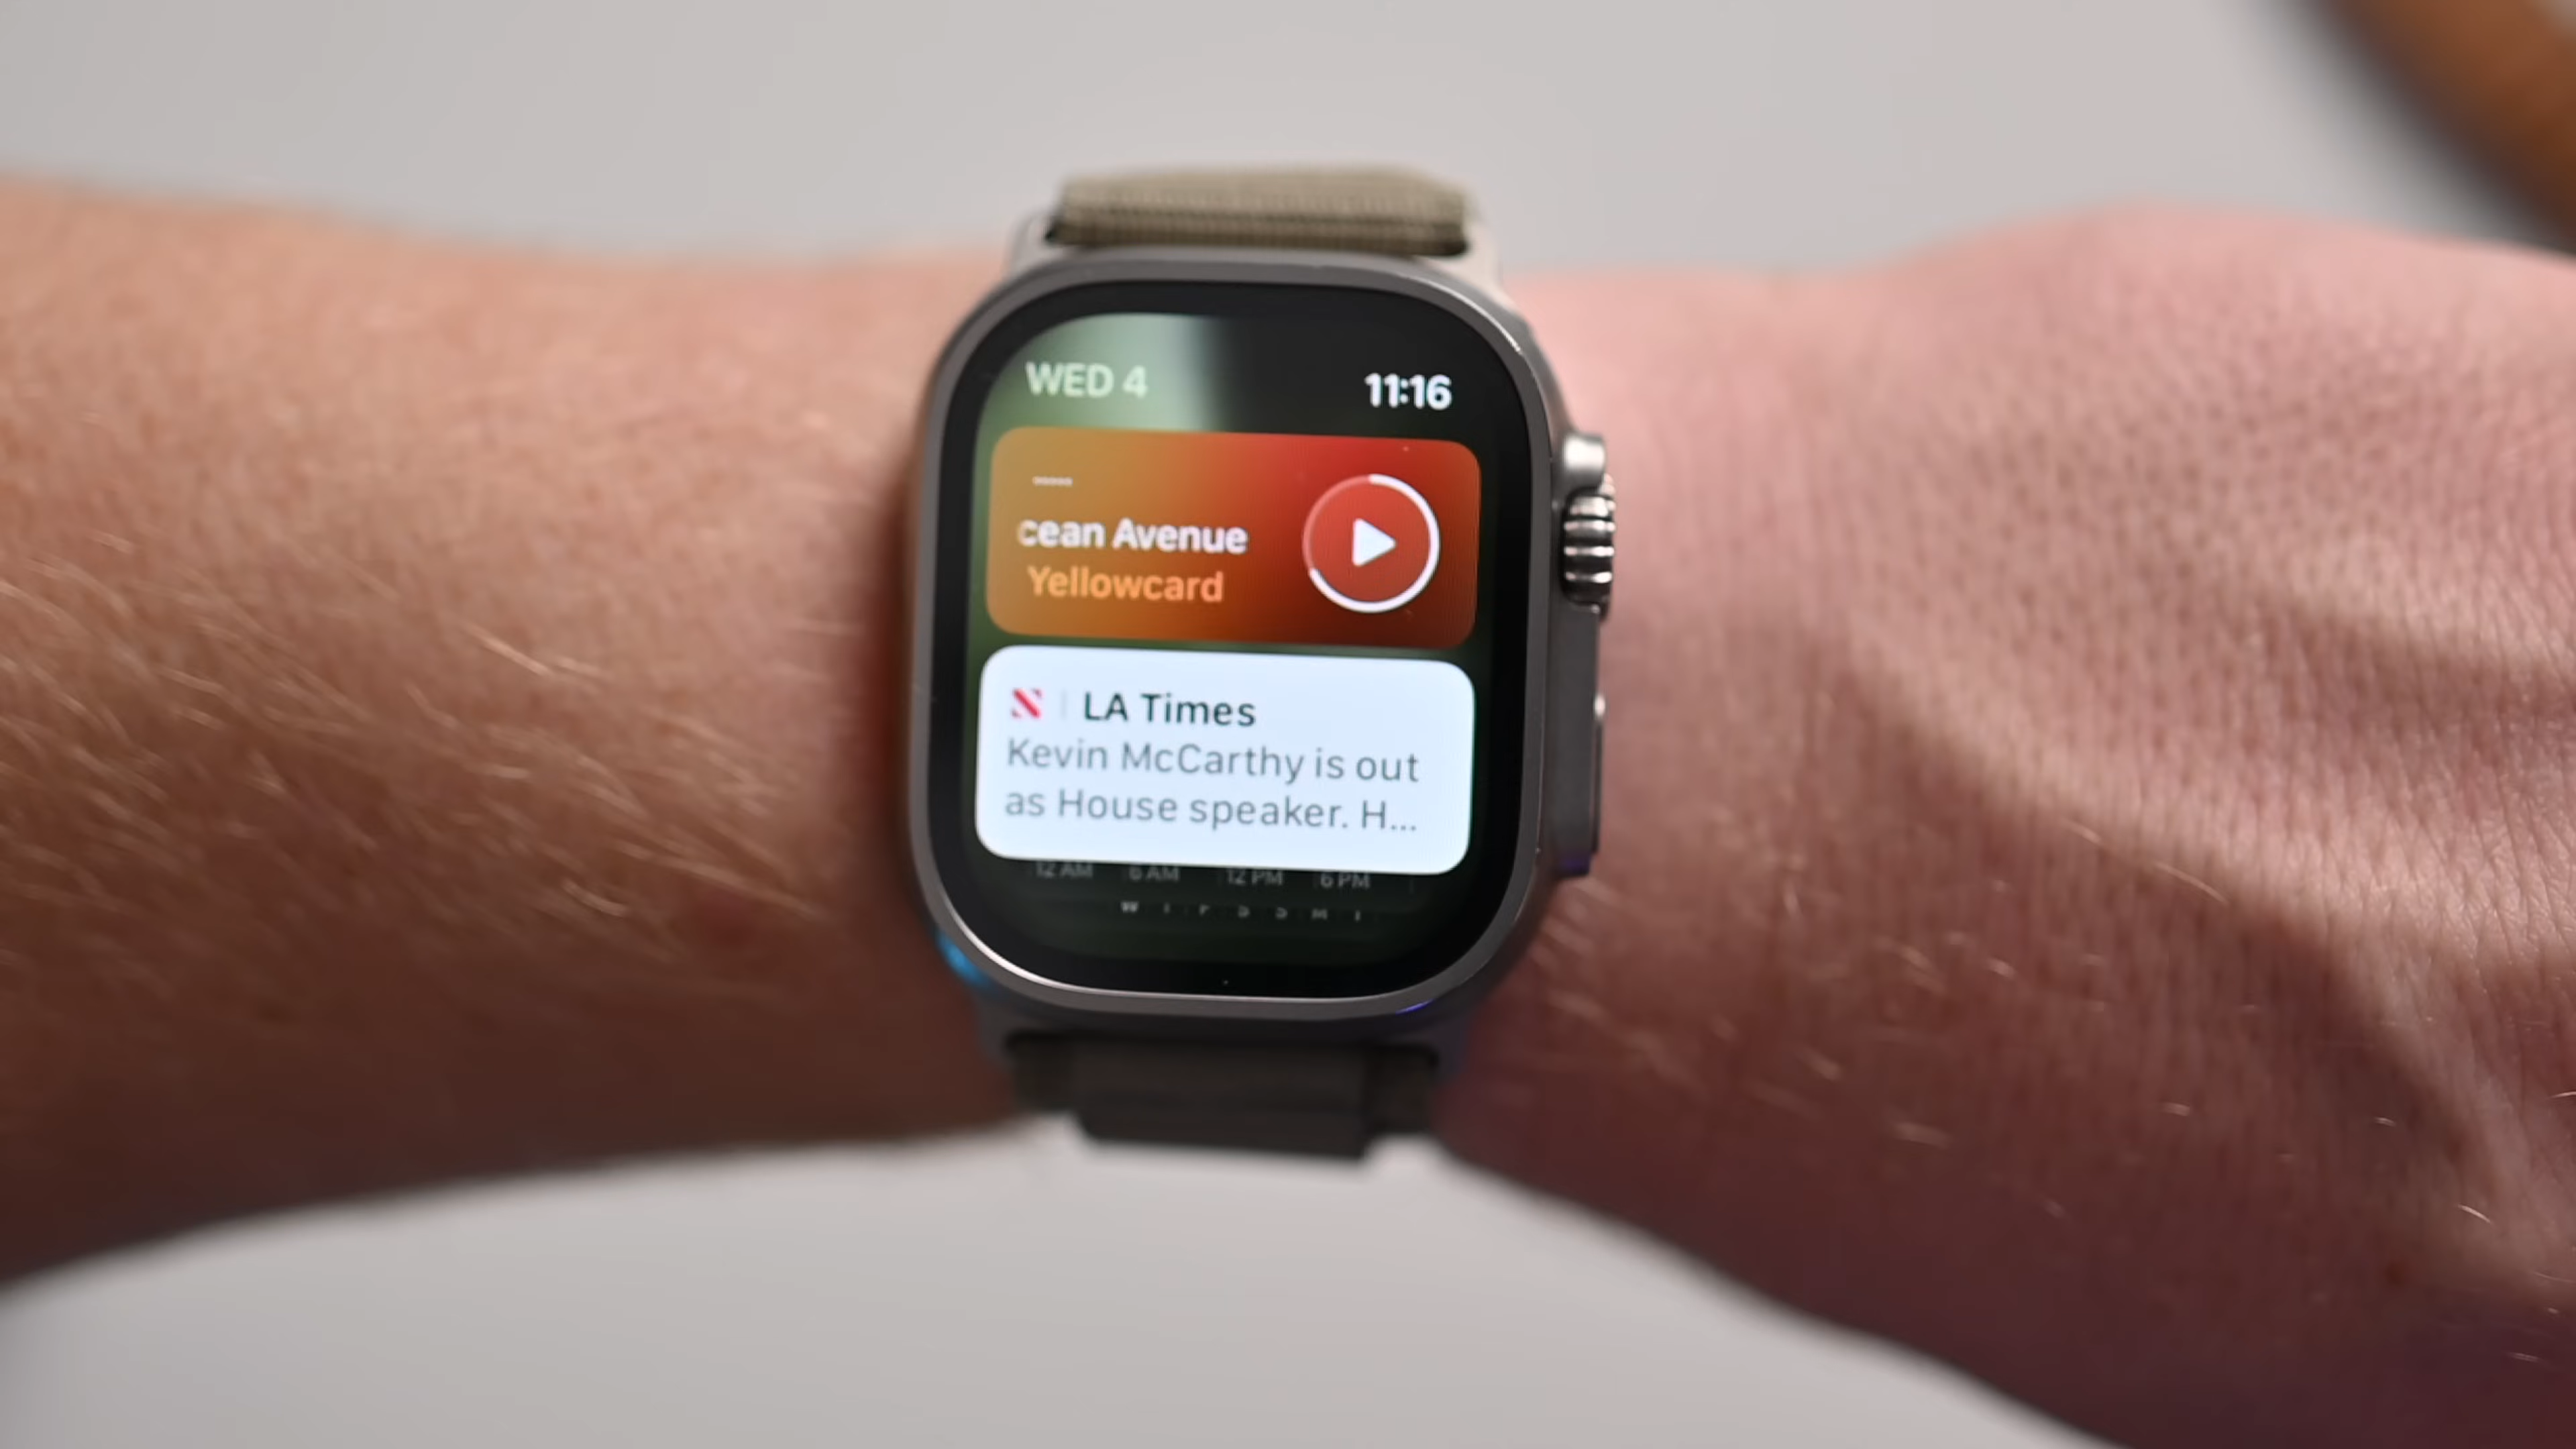 WED 4
11:16
cean Avenue
Yellowcard
LA Times
Kevin McCarthy is out
as House speaker. H...
12 AM 6 AM 12 PM 6 PM
W T F S S M T